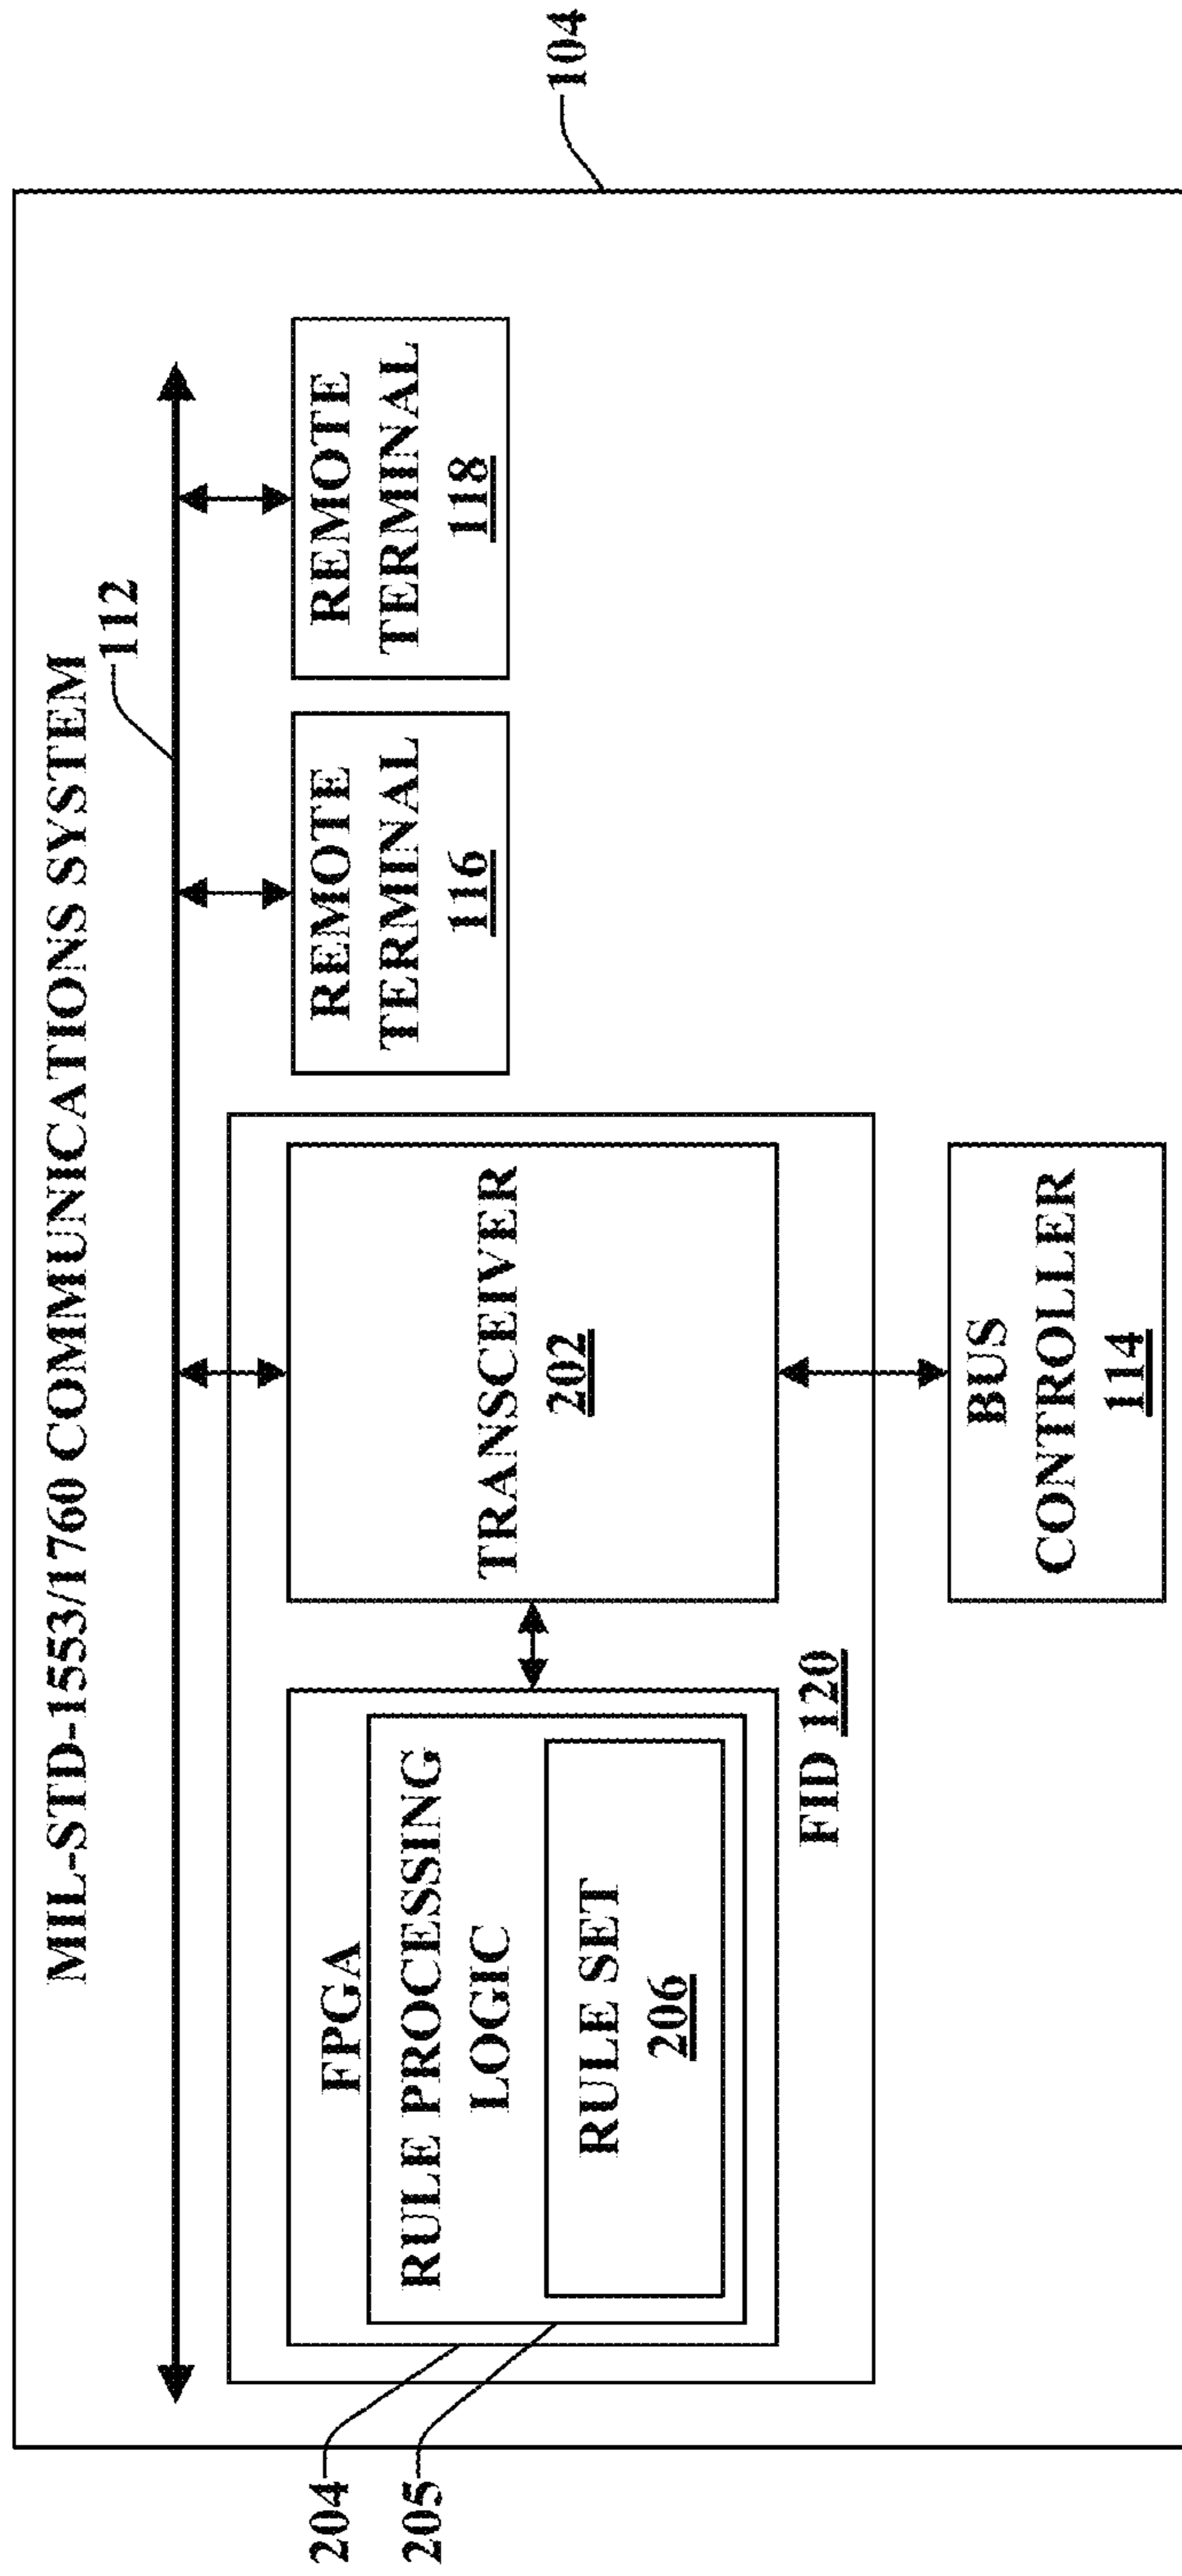 MIL-STD-1553/1760 COMMUNICATIONS SYSTEM
112
104
FPGA
RULE PROCESSING
LOGIC
RULE SET
206
204
205
TRANSCEIVER
202
FID 120
REMOTE
TERMINAL
116
REMOTE
TERMINAL
118
BUS
CONTROLLER
114